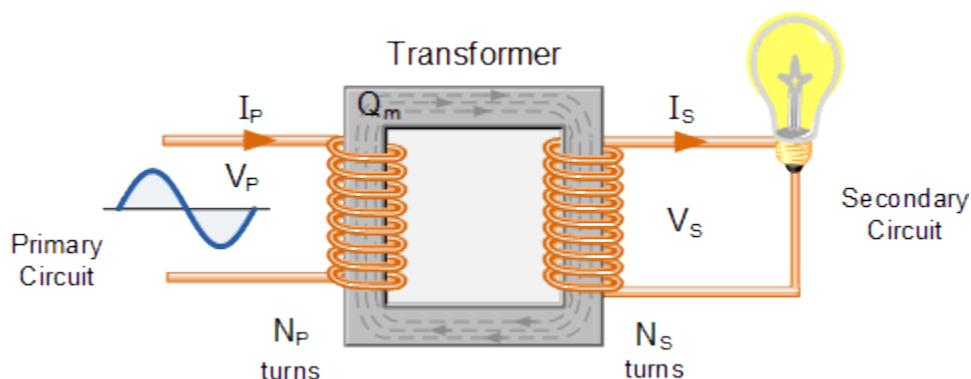 Transformer
Qm
IP
IS
VP
VS
Primary
Circuit
Secondary
Circuit
NP
turns
NS
turns